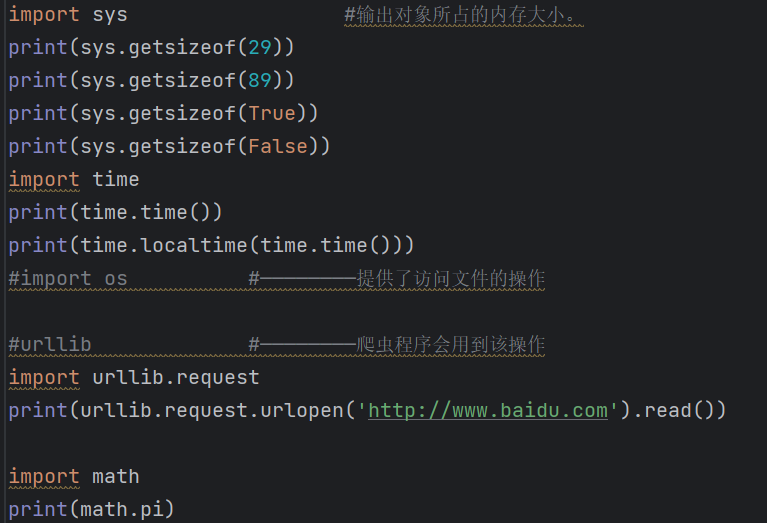 import sys #输出对象所占的内存大小。
print(sys.getsizeof(29))
print(sys.getsizeof(89))
print(sys.getsizeof(True))
print(sys.getsizeof(False))
import time
print(time.time())
print(time.localtime(time.time()))
#import os #————————提供了访问文件的操作
#urllib #————————爬虫程序会用到该操作
import urllib.request
print(urllib.request.urlopen('http://www.baidu.com').read())
import math
print(math.pi)